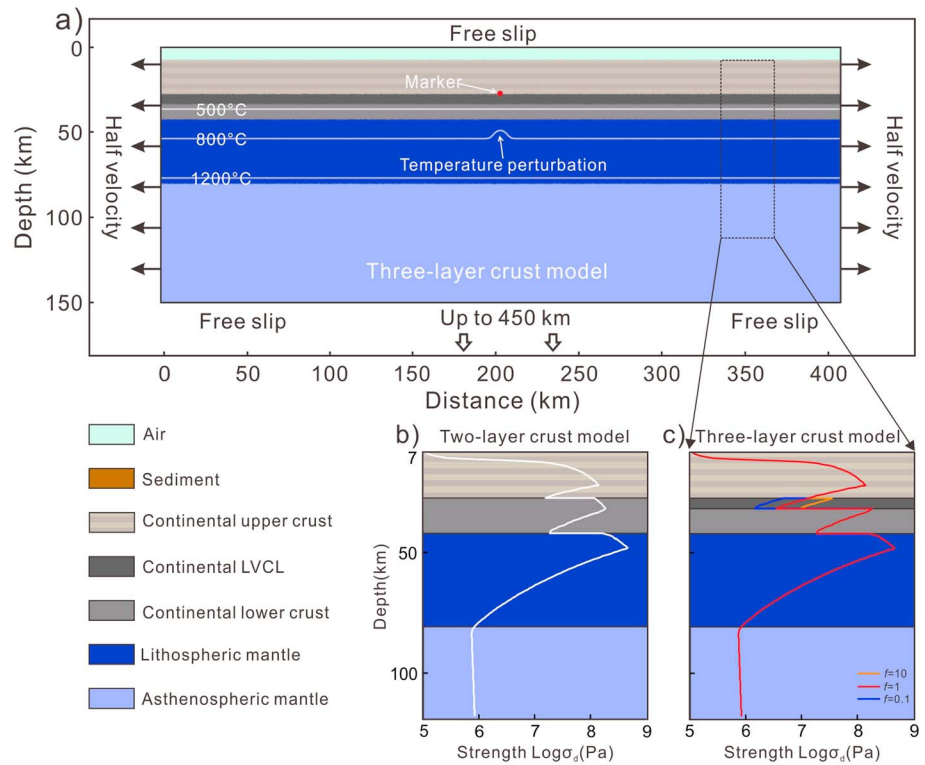 a)
Free slip
0
50
100
150
Depth (km)
Half velocity
Marker
500°C
800°C
Temperature perturbation
1200°C
Three-layer crust model
Half velocity
Free slip
Up to 450 km
Free slip
0
50
100
150
200
250
300
350
400
Distance (km)
Air
Sediment
Continental upper crust
Continental LVCL
Continental lower crust
Lithospheric mantle
Asthenospheric mantle
b)
Two-layer crust model
7
50
100
Depth(km)
5
6
7
8
9
Strength Logσd(Pa)
c)
Three-layer crust model
f=10
f=1
f=0.1
5
6
7
8
9
Strength Logσd(Pa)